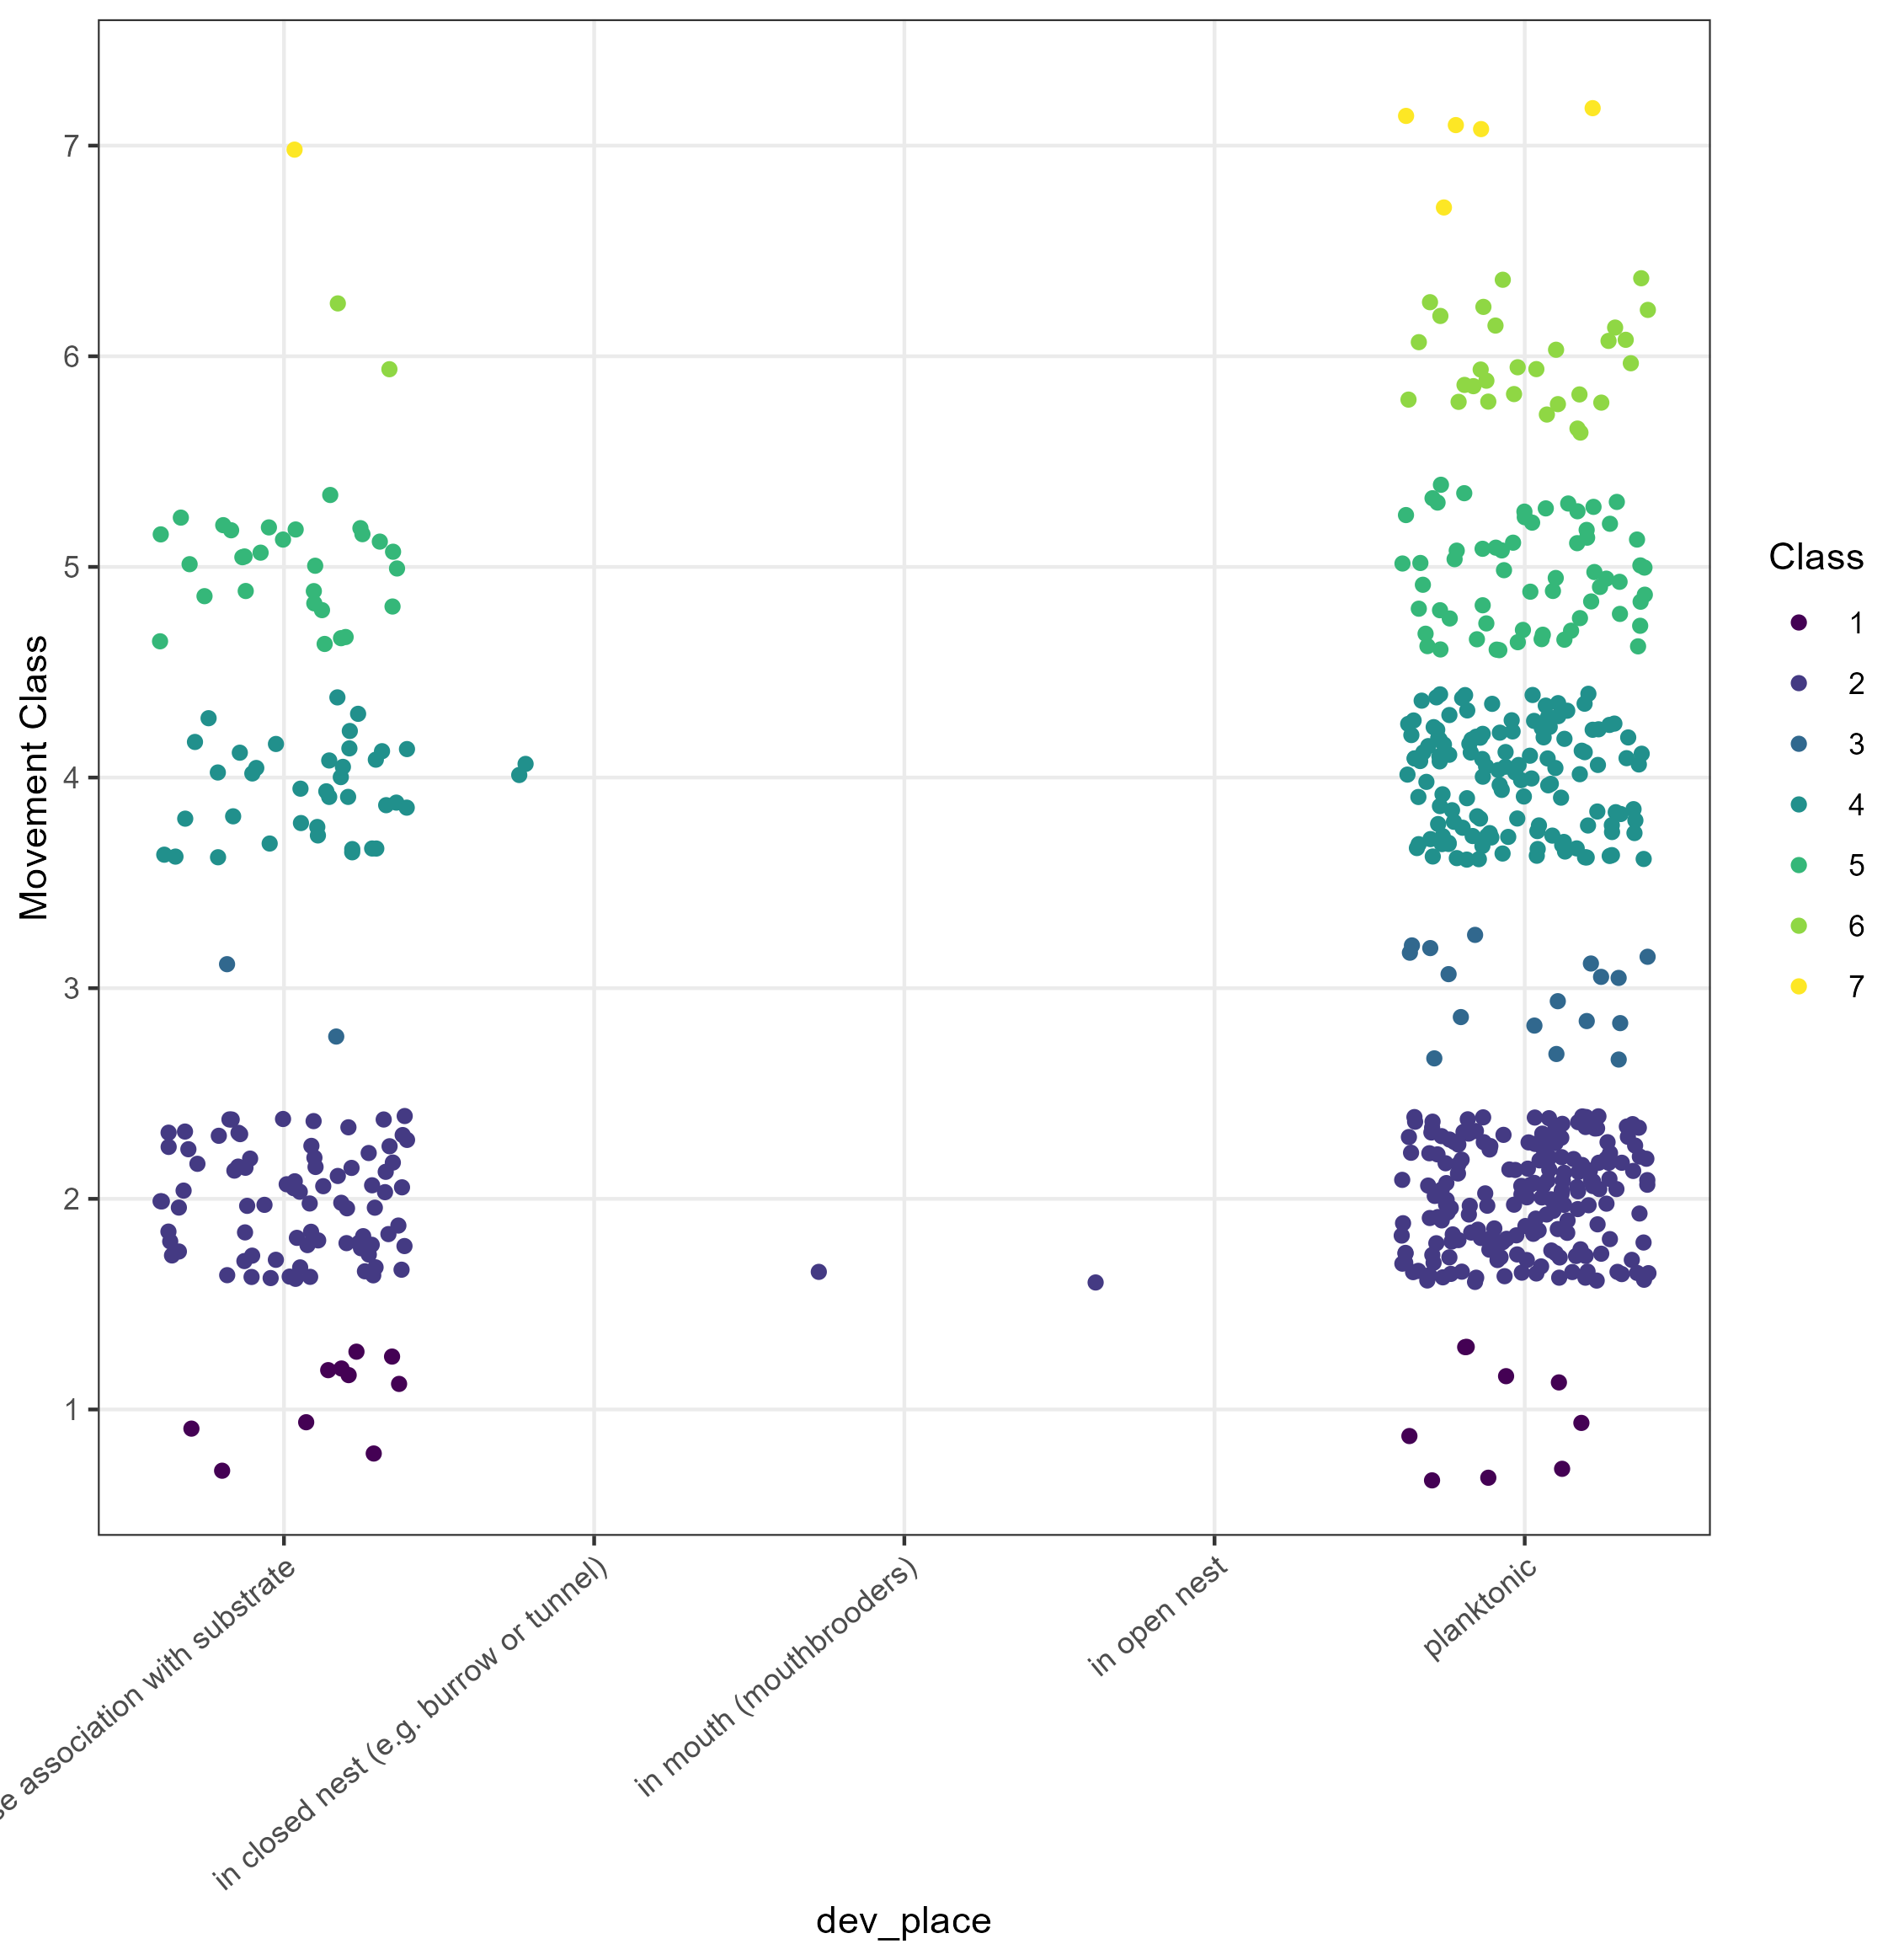 7
6
5
4
3
2
1
Movement Class
association with substrate
in closed nest (e.g. burrow or tunnel)
in mouth (mouthbrooders)
in open nest
planktonic
dev_place
Class
1
2
3
4
5
6
7